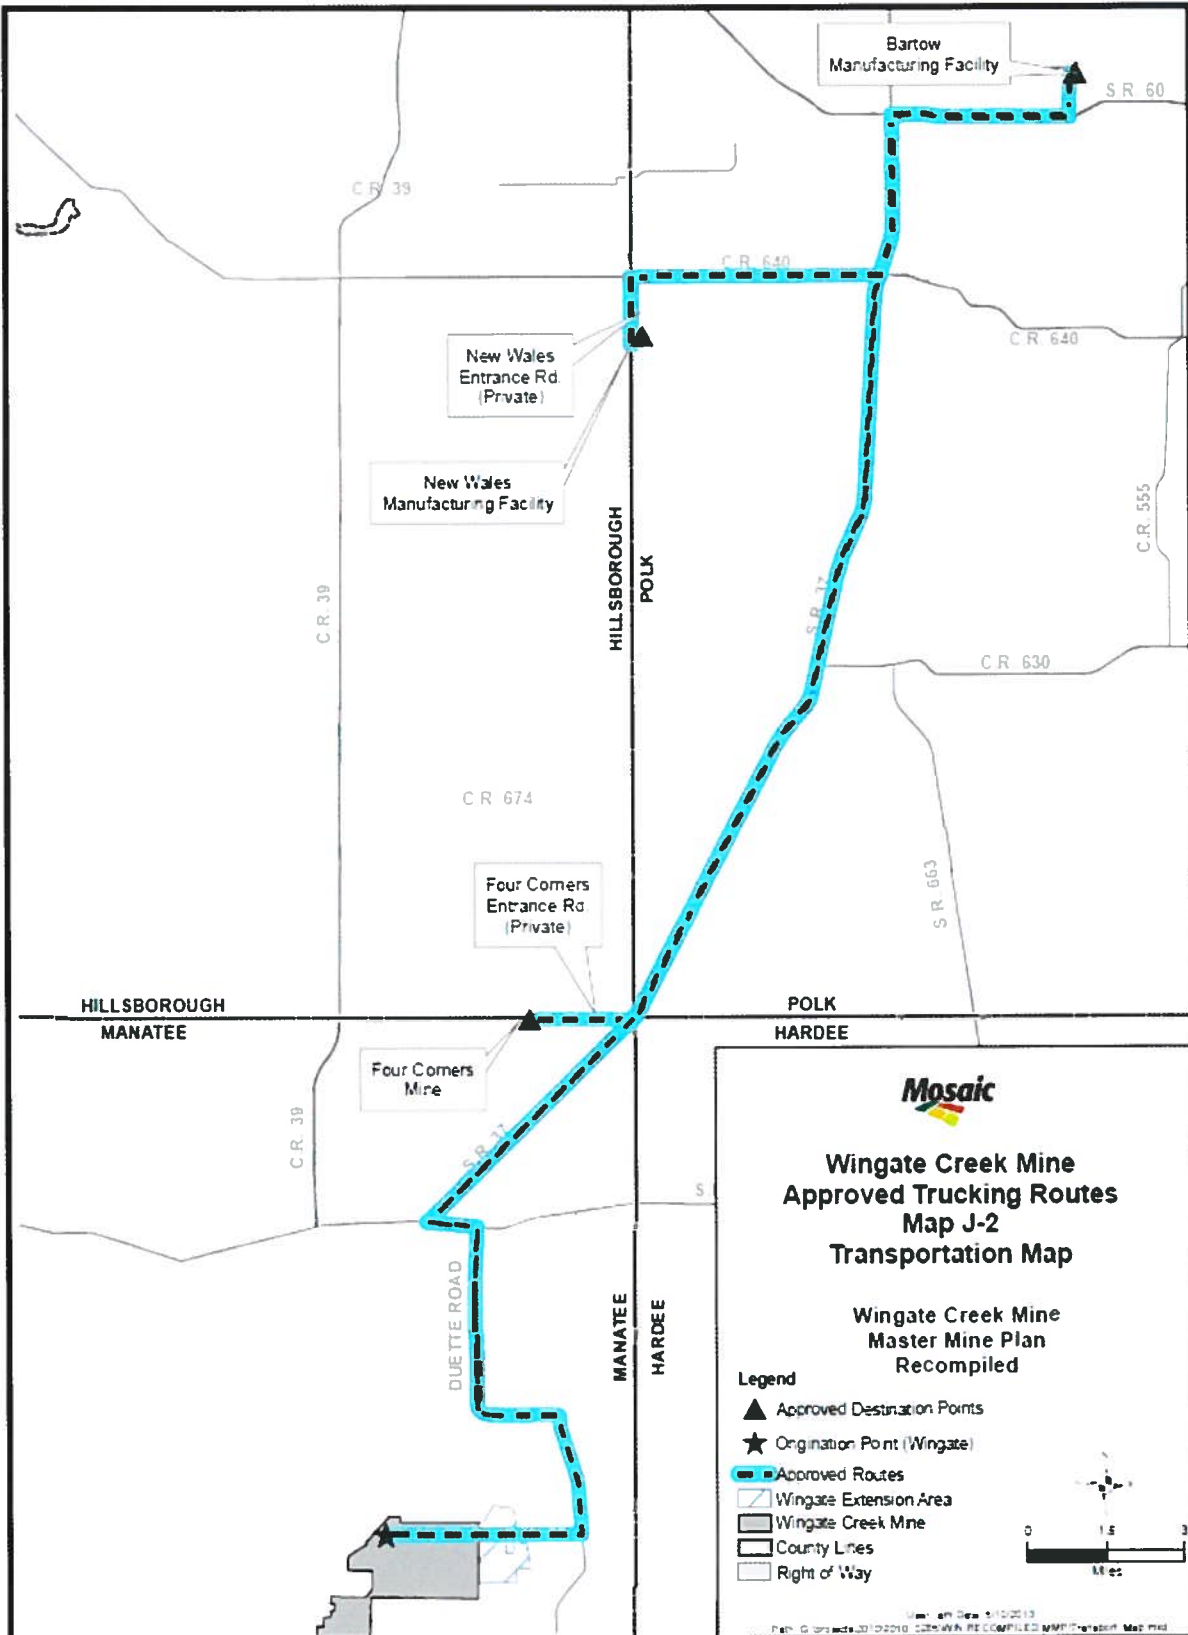 Bartow
Manufacturing Facility
S.R. 60
C.R. 39
C.R. 640
New Wales
Entrance Rd.
(Private)
C.R. 640
New Wales
Manufacturing Facility
C.R. 555
HILLSBOROUGH
POLK
C.R. 39
S.R. 37
C.R. 630
C.R. 674
S.R. 663
Four Corners
Entrance Rd.
(Private)
HILLSBOROUGH
MANATEE
POLK
HARDEE
Four Corners
Mine
C.R. 39
S.R. 37
S
DUETTE ROAD
MANATEE
HARDEE
Mosaic
Wingate Creek Mine
Approved Trucking Routes
Map J-2
Transportation Map
Wingate Creek Mine
Master Mine Plan
Recompiled
Legend
Approved Destination Points
Origination Point (Wingate)
Approved Routes
Wingate Extension Area
Wingate Creek Mine
County Lines
Right of Way
0 1.5 3
Miles